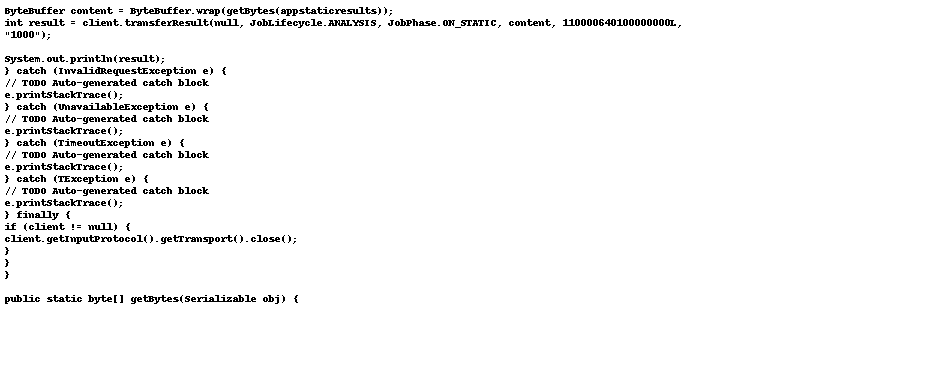 ByteBuffer content = ByteBuffer.wrap(getBytes(appstaticresults));
int result = client.transferResult(null, JobLifecycle.ANALYSIS, JobPhase.ON_STATIC, content, 110000640100000000L,
"1000");
System.out.println(result);
} catch (InvalidRequestException e) {
// TODO Auto-generated catch block
e.printStackTrace();
} catch (UnavailableException e) {
// TODO Auto-generated catch block
e.printStackTrace();
} catch (TimeoutException e) {
// TODO Auto-generated catch block
e.printStackTrace();
} catch (TException e) {
// TODO Auto-generated catch block
e.printStackTrace();
} finally {
if (client != null) {
client.getInputProtocol().getTransport().close();
}
}
}
public static byte[] getBytes(Serializable obj) {